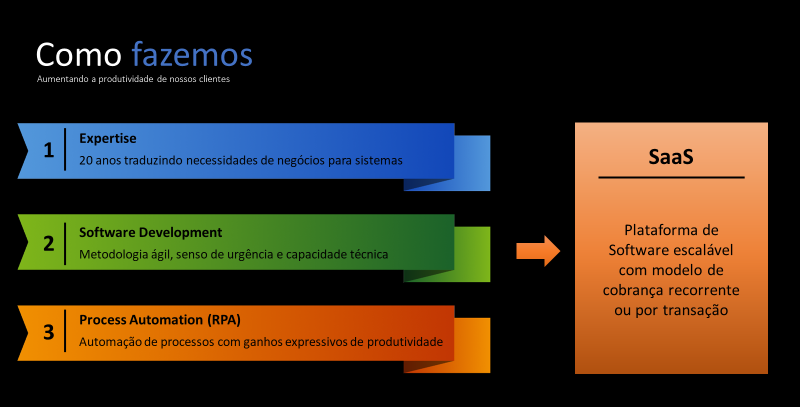 Como fazemos
Aumentando a produtividade de nossos clientes
1
Expertise
20 anos traduzindo necessidades de negócios para sistemas
2
Software Development
Metodologia ágil, senso de urgência e capacidade técnica
3
Process Automation (RPA)
Automação de processos com ganhos expressivos de produtividade
SaaS
Plataforma de
Software escalável
com modelo de
cobrança recorrente
ou por transação